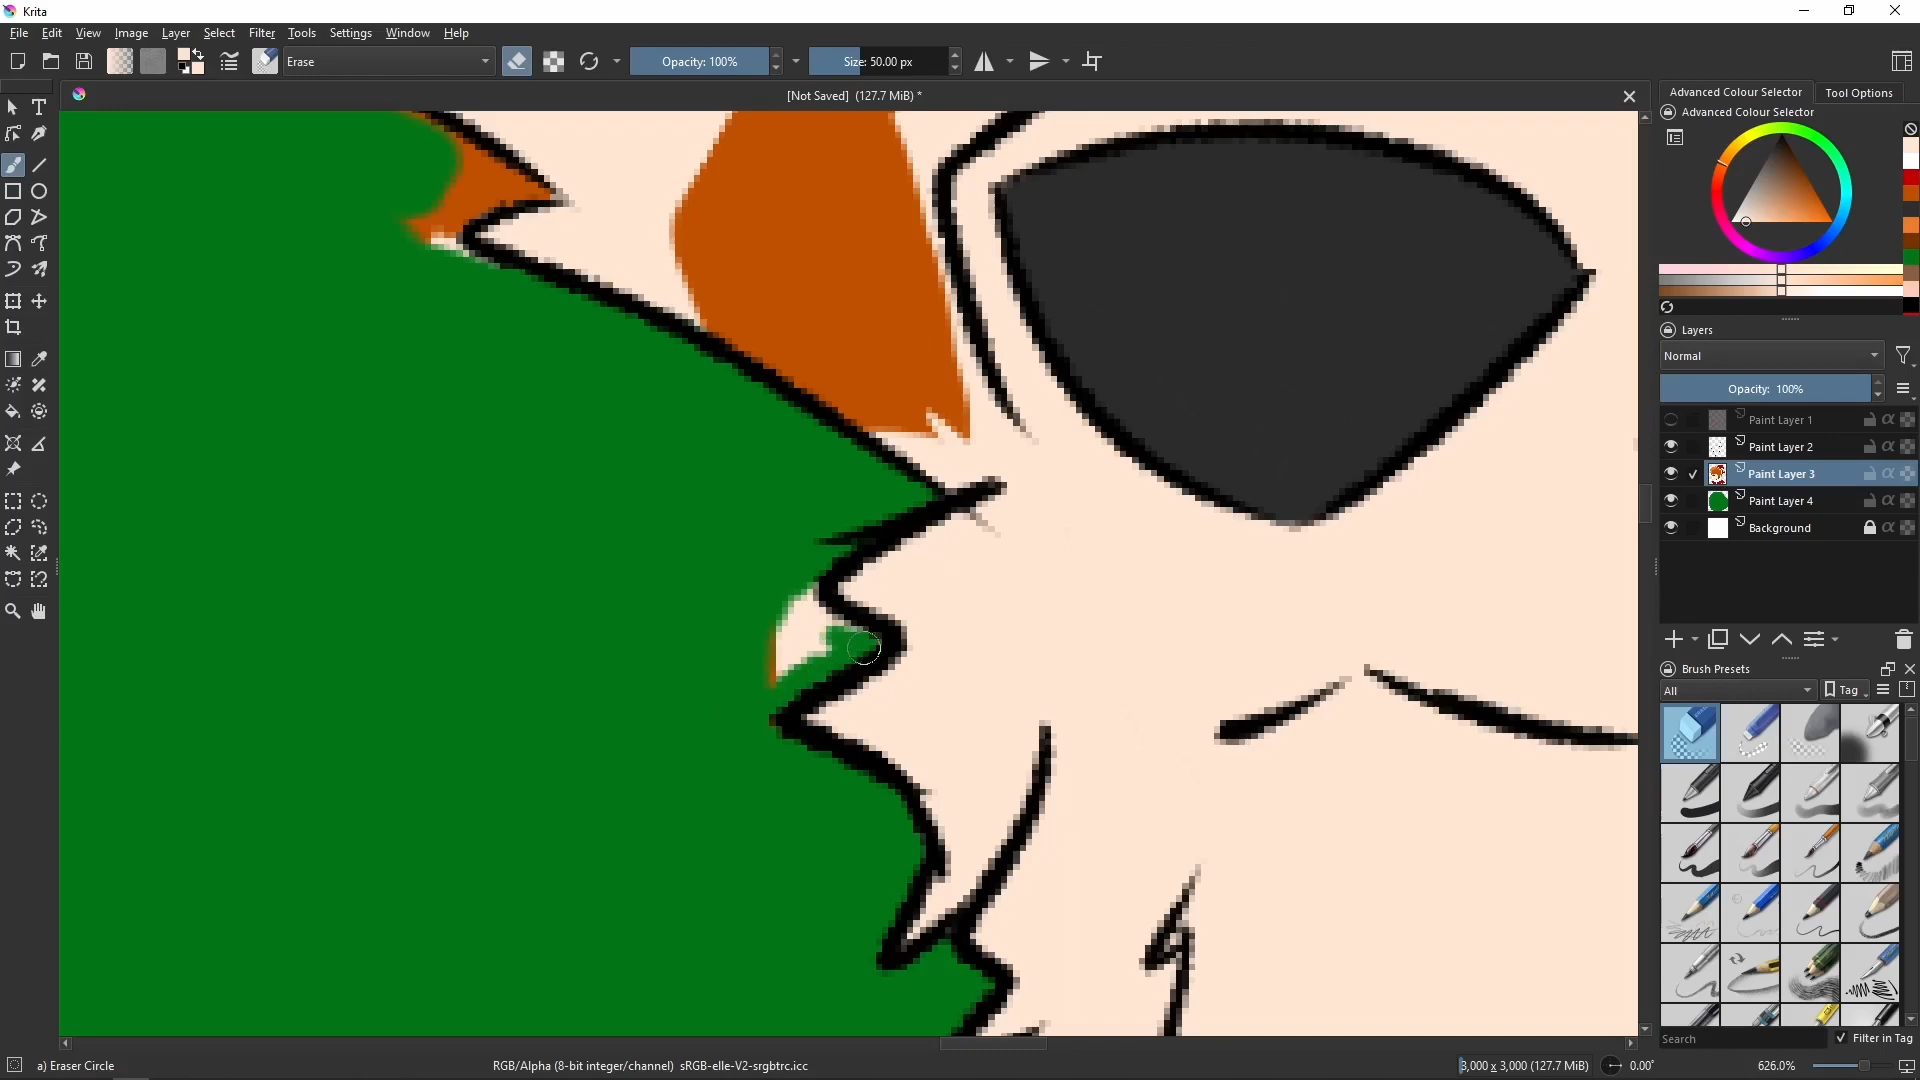 Krita
File Edit View Image Layer Select Filter Tools Settings Window Help
Erase
Opacity: 100%
Size: 50.00 px
[Not Saved] (127.7 MiB) *
Advanced Colour Selector
Tool Options
Advanced Colour Selector
Layers
Normal
Opacity: 100%
Paint Layer 1
Paint Layer 2
Paint Layer 3
Paint Layer 4
Background
Brush Presets
All
Tag
Search
Filter in Tag
a) Eraser Circle
RGB/Alpha (8-bit integer/channel) sRGB-elle-V2-srgbtrc.icc
3,000 x 3,000 (127.7 MiB)
0.00°
626.0%